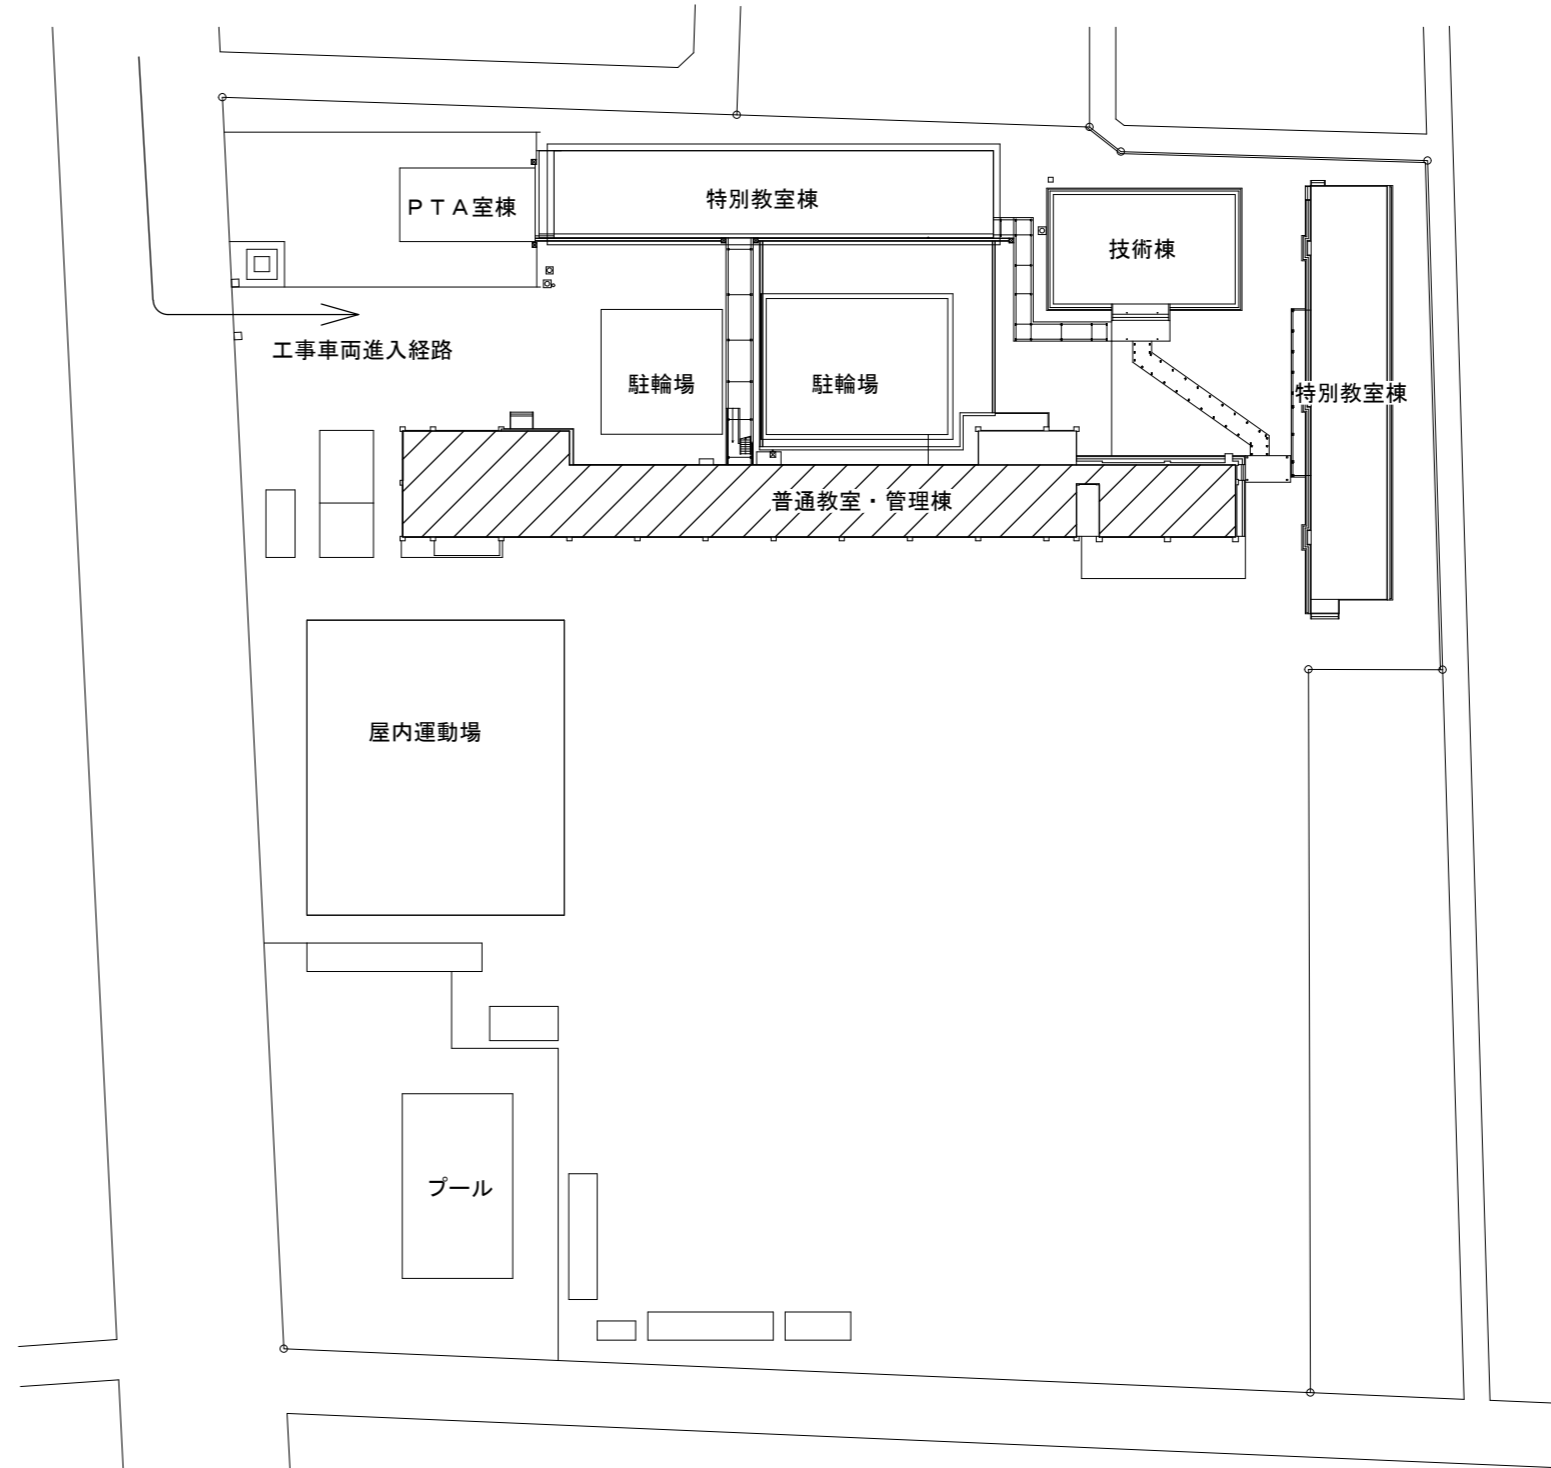 ＰＴＡ室棟
特別教室棟
技術棟
工事車両進入経路
駐輪場
駐輪場
特別教室棟
普通教室・管理棟
屋内運動場
プール